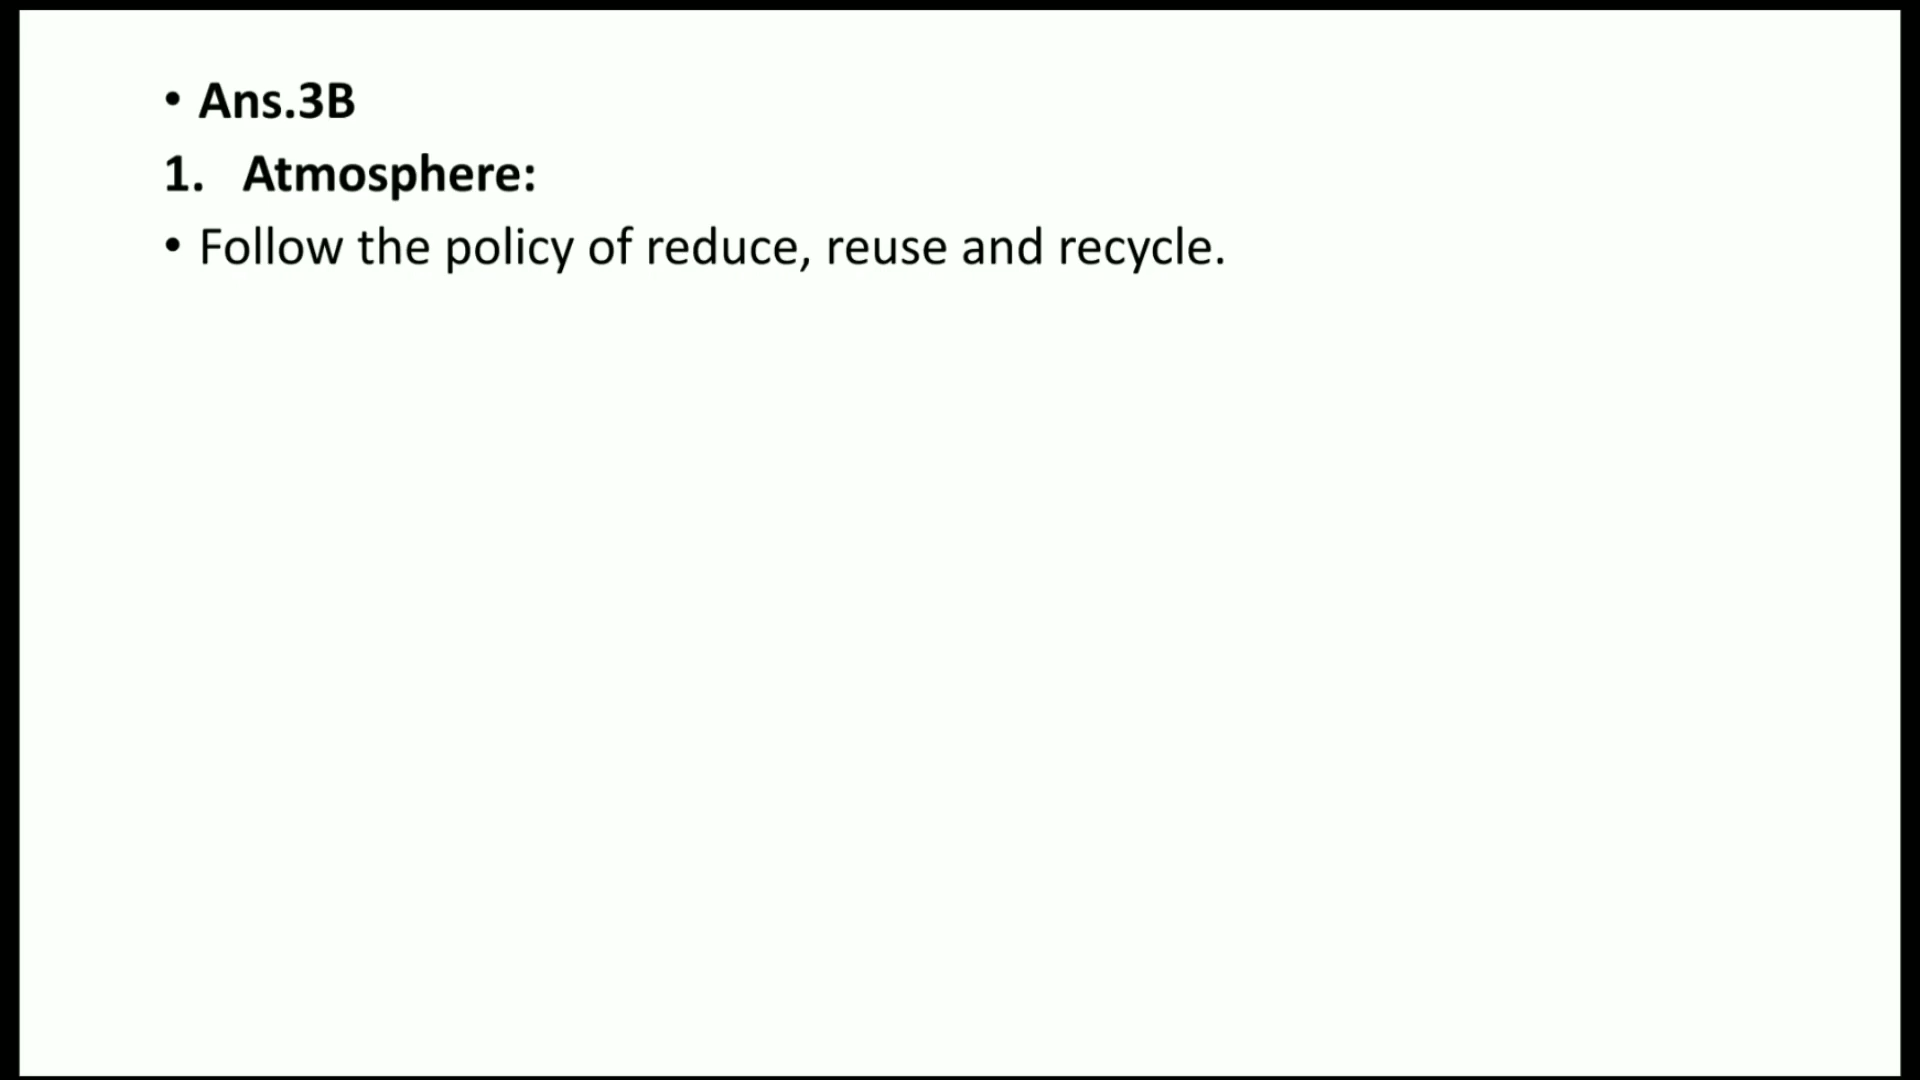 • Ans.3B
1. Atmosphere:
• Follow the policy of reduce, reuse and recycle.